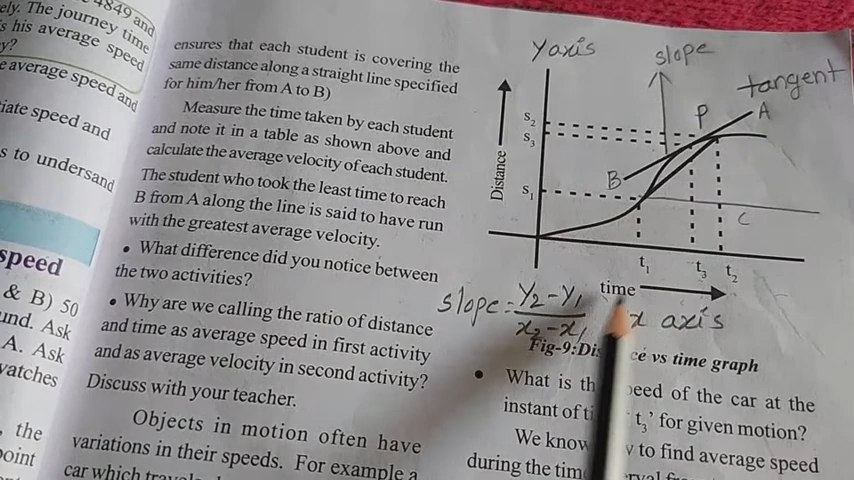 4849 and
ely. The journey time
s his average speed
y?
e average speed and
iate speed and
s to undersand
speed
& B) 50
und. Ask
A. Ask
watches
, the
point
ensures that each student is covering the
same distance along a straight line specified
for him/her from A to B)
Measure the time taken by each student
and note it in a table as shown above and
calculate the average velocity of each student.
The student who took the least time to reach
B from A along the line is said to have run
with the greatest average velocity.
• What difference did you notice between
the two activities?
• Why are we calling the ratio of distance
and time as average speed in first activity
and as average velocity in second activity?
Discuss with your teacher.
Objects in motion often have
variations in their speeds. For example a
car which
Y axis
slope
tangent
S2
S3
S1
Distance
P
A
B
C
t1
t3
t2
time
x axis
slope = Y2 - Y1
x2 - x1
Fig-9: Dis ce vs time graph
• What is th peed of the car at the
instant of ti 't3' for given motion?
We know w to find average speed
during the time